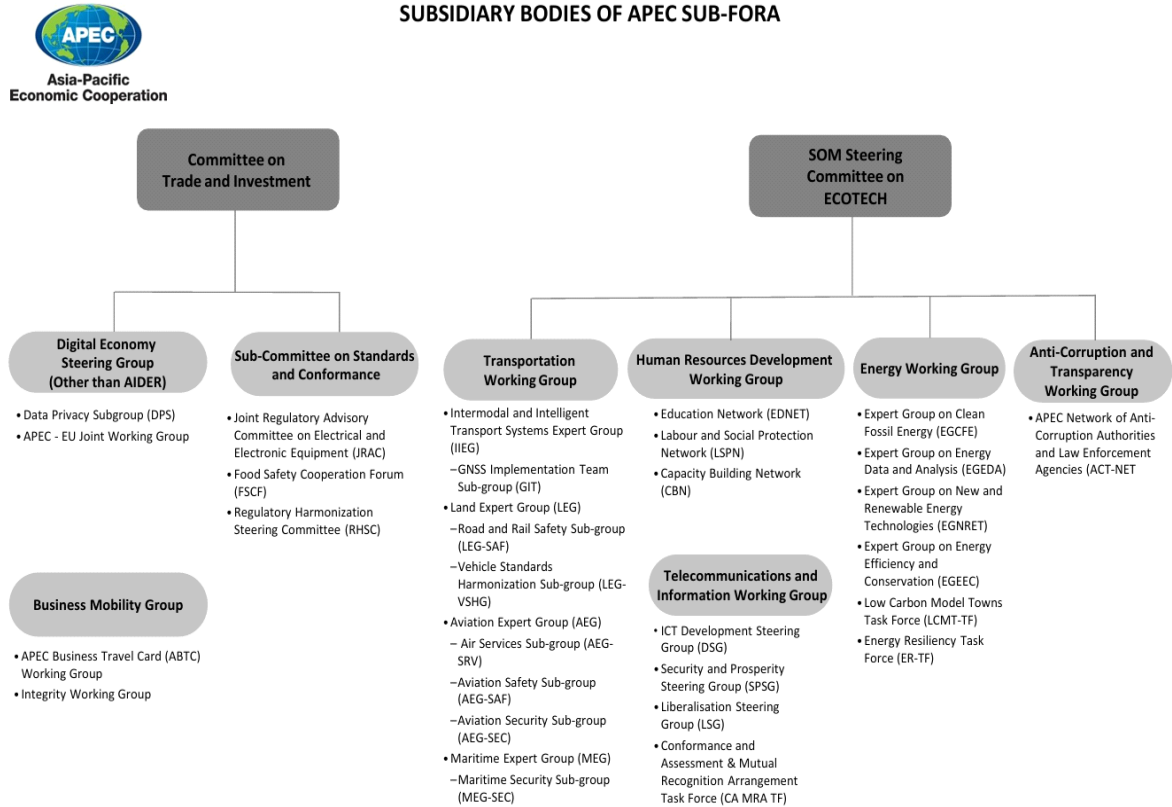 SUBSIDIARY BODIES OF APEC SUB-FORA
APEC
Asia-Pacific
Economic Cooperation
Committee on
Trade and Investment
SOM Steering
Committee on
ECOTECH
Digital Economy
Steering Group
(Other than AIDER)
• Data Privacy Subgroup (DPS)
• APEC - EU Joint Working Group
Sub-Committee on Standards
and Conformance
• Joint Regulatory Advisory
Committee on Electrical and
Electronic Equipment (JRAC)
• Food Safety Cooperation Forum
(FSCF)
• Regulatory Harmonization
Steering Committee (RHSC)
Business Mobility Group
• APEC Business Travel Card (ABTC)
Working Group
• Integrity Working Group
Transportation
Working Group
• Intermodal and Intelligent
Transport Systems Expert Group
(IIEG)
–GNSS Implementation Team
Sub-group (GIT)
• Land Expert Group (LEG)
–Road and Rail Safety Sub-group
(LEG-SAF)
–Vehicle Standards
Harmonization Sub-group (LEG-
VSHG)
• Aviation Expert Group (AEG)
– Air Services Sub-group (AEG-
SRV)
–Aviation Safety Sub-group
(AEG-SAF)
–Aviation Security Sub-group
(AEG-SEC)
• Maritime Expert Group (MEG)
–Maritime Security Sub-group
(MEG-SEC)
Human Resources Development
Working Group
• Education Network (EDNET)
• Labour and Social Protection
Network (LSPN)
• Capacity Building Network
(CBN)
Telecommunications and
Information Working Group
• ICT Development Steering
Group (DSG)
• Security and Prosperity
Steering Group (SPSG)
• Liberalisation Steering
Group (LSG)
• Conformance and
Assessment & Mutual
Recognition Arrangement
Task Force (CA MRA TF)
Energy Working Group
• Expert Group on Clean
Fossil Energy (EGCFE)
• Expert Group on Energy
Data and Analysis (EGEDA)
• Expert Group on New and
Renewable Energy
Technologies (EGNRET)
• Expert Group on Energy
Efficiency and
Conservation (EGEEC)
• Low Carbon Model Towns
Task Force (LCMT-TF)
• Energy Resiliency Task
Force (ER-TF)
Anti-Corruption and
Transparency
Working Group
• APEC Network of Anti-
Corruption Authorities
and Law Enforcement
Agencies (ACT-NET